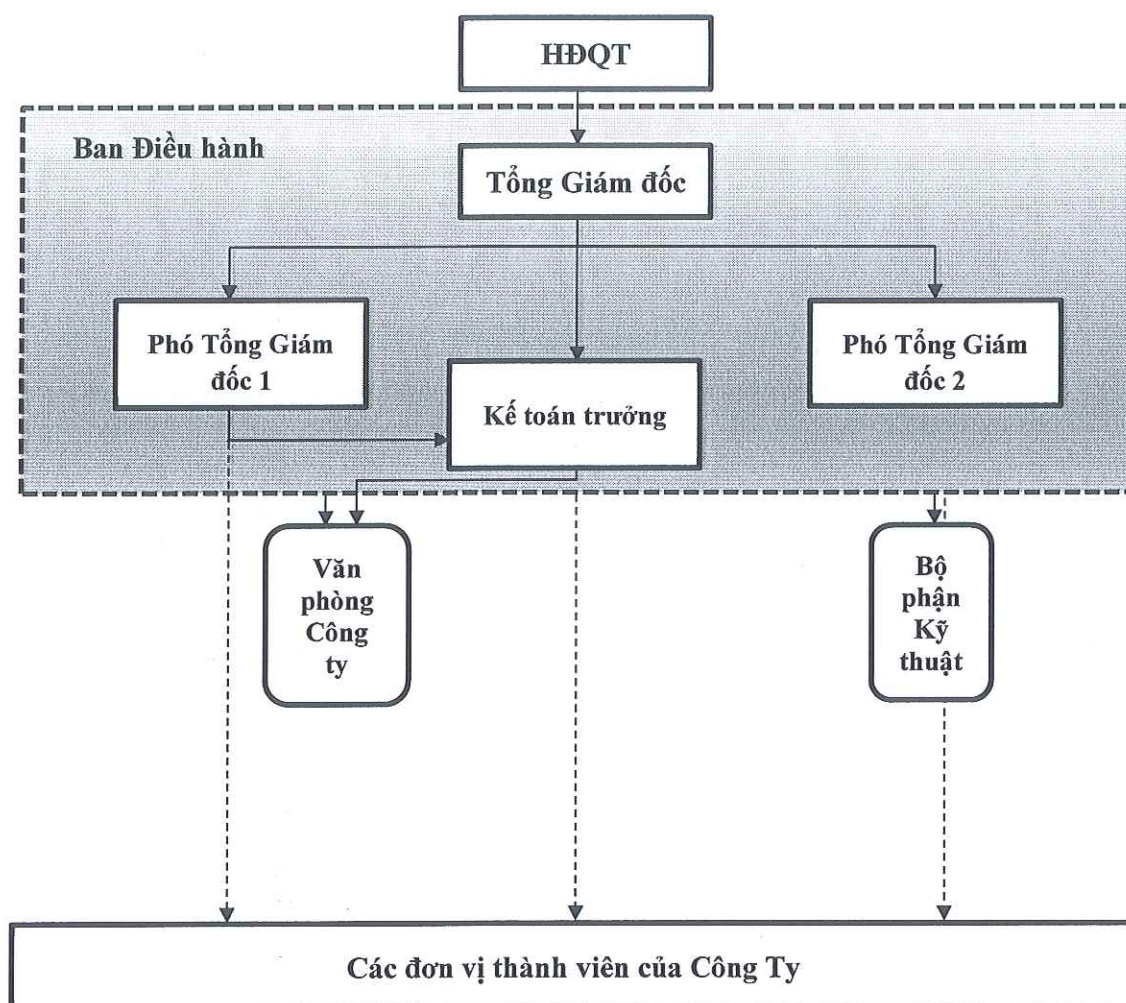 HĐQT
Ban Điều hành
Tổng Giám đốc
Phó Tổng Giám
đốc 1
Phó Tổng Giám
đốc 2
Kế toán trưởng
Văn
phòng
Công
ty
Bộ
phận
Kỹ
thuật
Các đơn vị thành viên của Công Ty